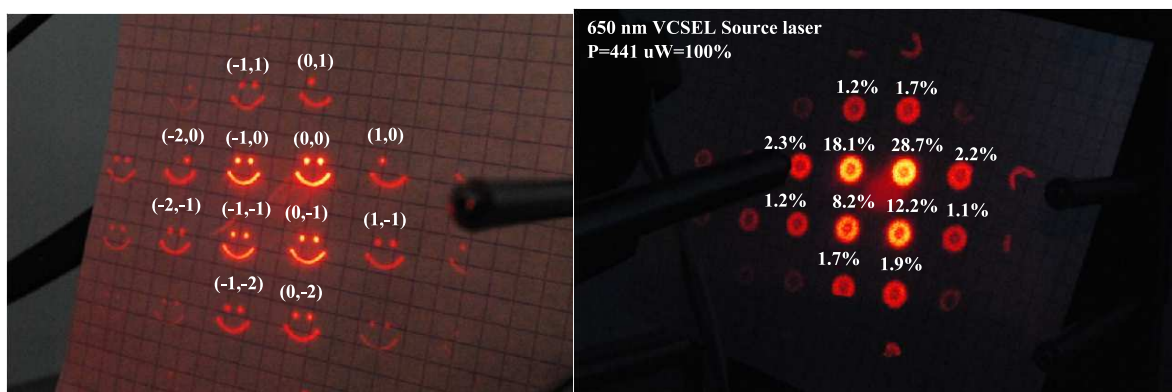 (-1,1) (0,1)
(-2,0) (-1,0) (0,0) (1,0)
(-2,-1) (-1,-1) (0,-1) (1,-1)
(-1,-2) (0,-2)
650 nm VCSEL Source laser
P=441 uW=100%
1.2% 1.7%
2.3% 18.1% 28.7% 2.2%
1.2% 8.2% 12.2% 1.1%
1.7% 1.9%